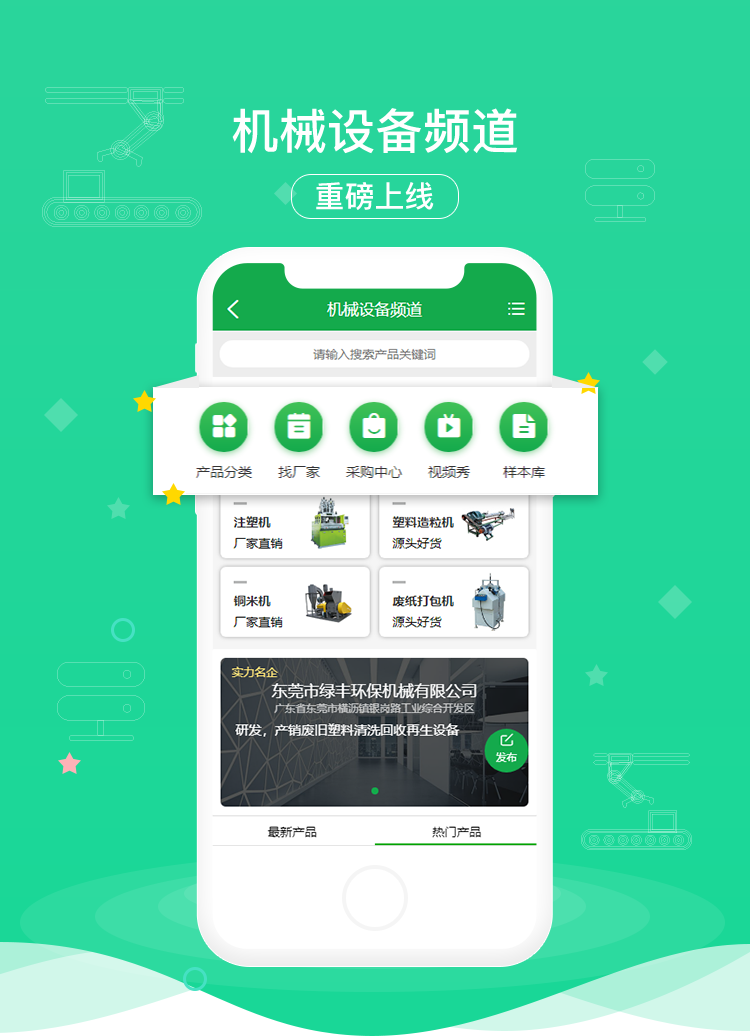 机械设备频道
重磅上线
机械设备频道
请输入搜索产品关键词
产品分类 找厂家 采购中心 视频秀 样本库
注塑机
厂家直销
塑料造粒机
源头好货
铜米机
厂家直销
废纸打包机
源头好货
实力名企
东莞市绿丰环保机械有限公司
广东省东莞市横沥镇银岗路工业综合开发区
研发，产销废旧塑料清洗回收再生设备
发布
最新产品 热门产品